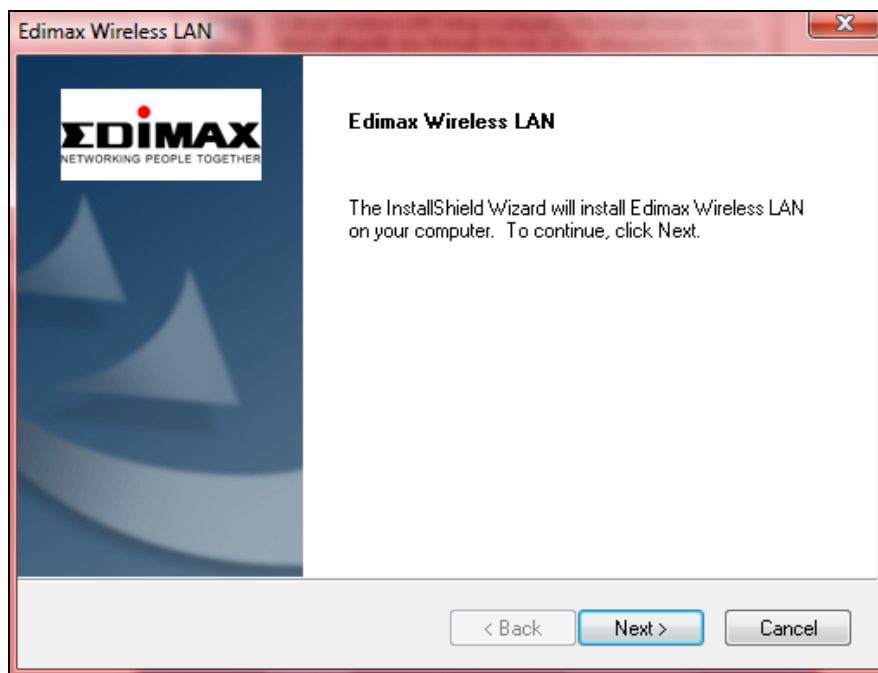 Edimax Wireless LAN
X
EDIMAX
NETWORKING PEOPLE TOGETHER
Edimax Wireless LAN
The InstallShield Wizard will install Edimax Wireless LAN
on your computer. To continue, click Next.
< Back
Next >
Cancel